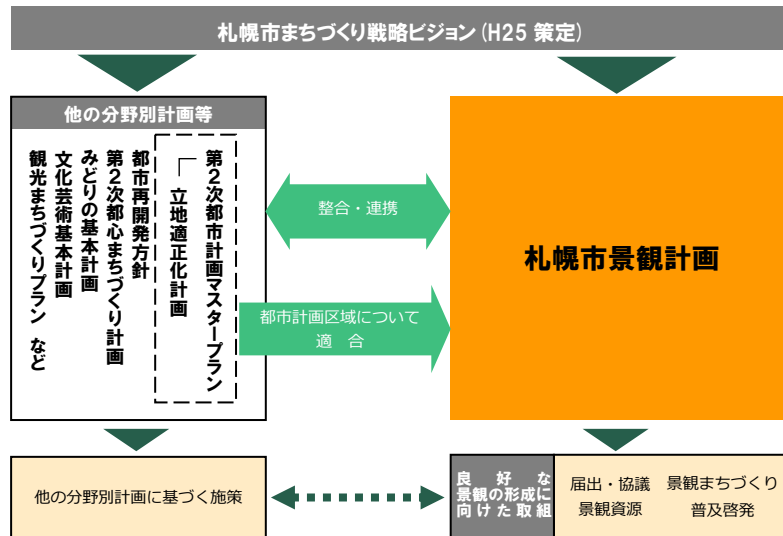 札幌市まちづくり戦略ビジョン(H25 策定)
他の分野別計画等
第2次都市計画マスタープラン
立地適正化計画
都市再開発方針
第2次都心まちづくり計画
みどりの基本計画
文化芸術基本計画
観光まちづくりプラン など
整合・連携
都市計画区域について
適 合
札幌市景観計画
他の分野別計画に基づく施策
良好な
景観の形成に
向けた取組
届出・協議 景観まちづくり
景観資源 普及啓発